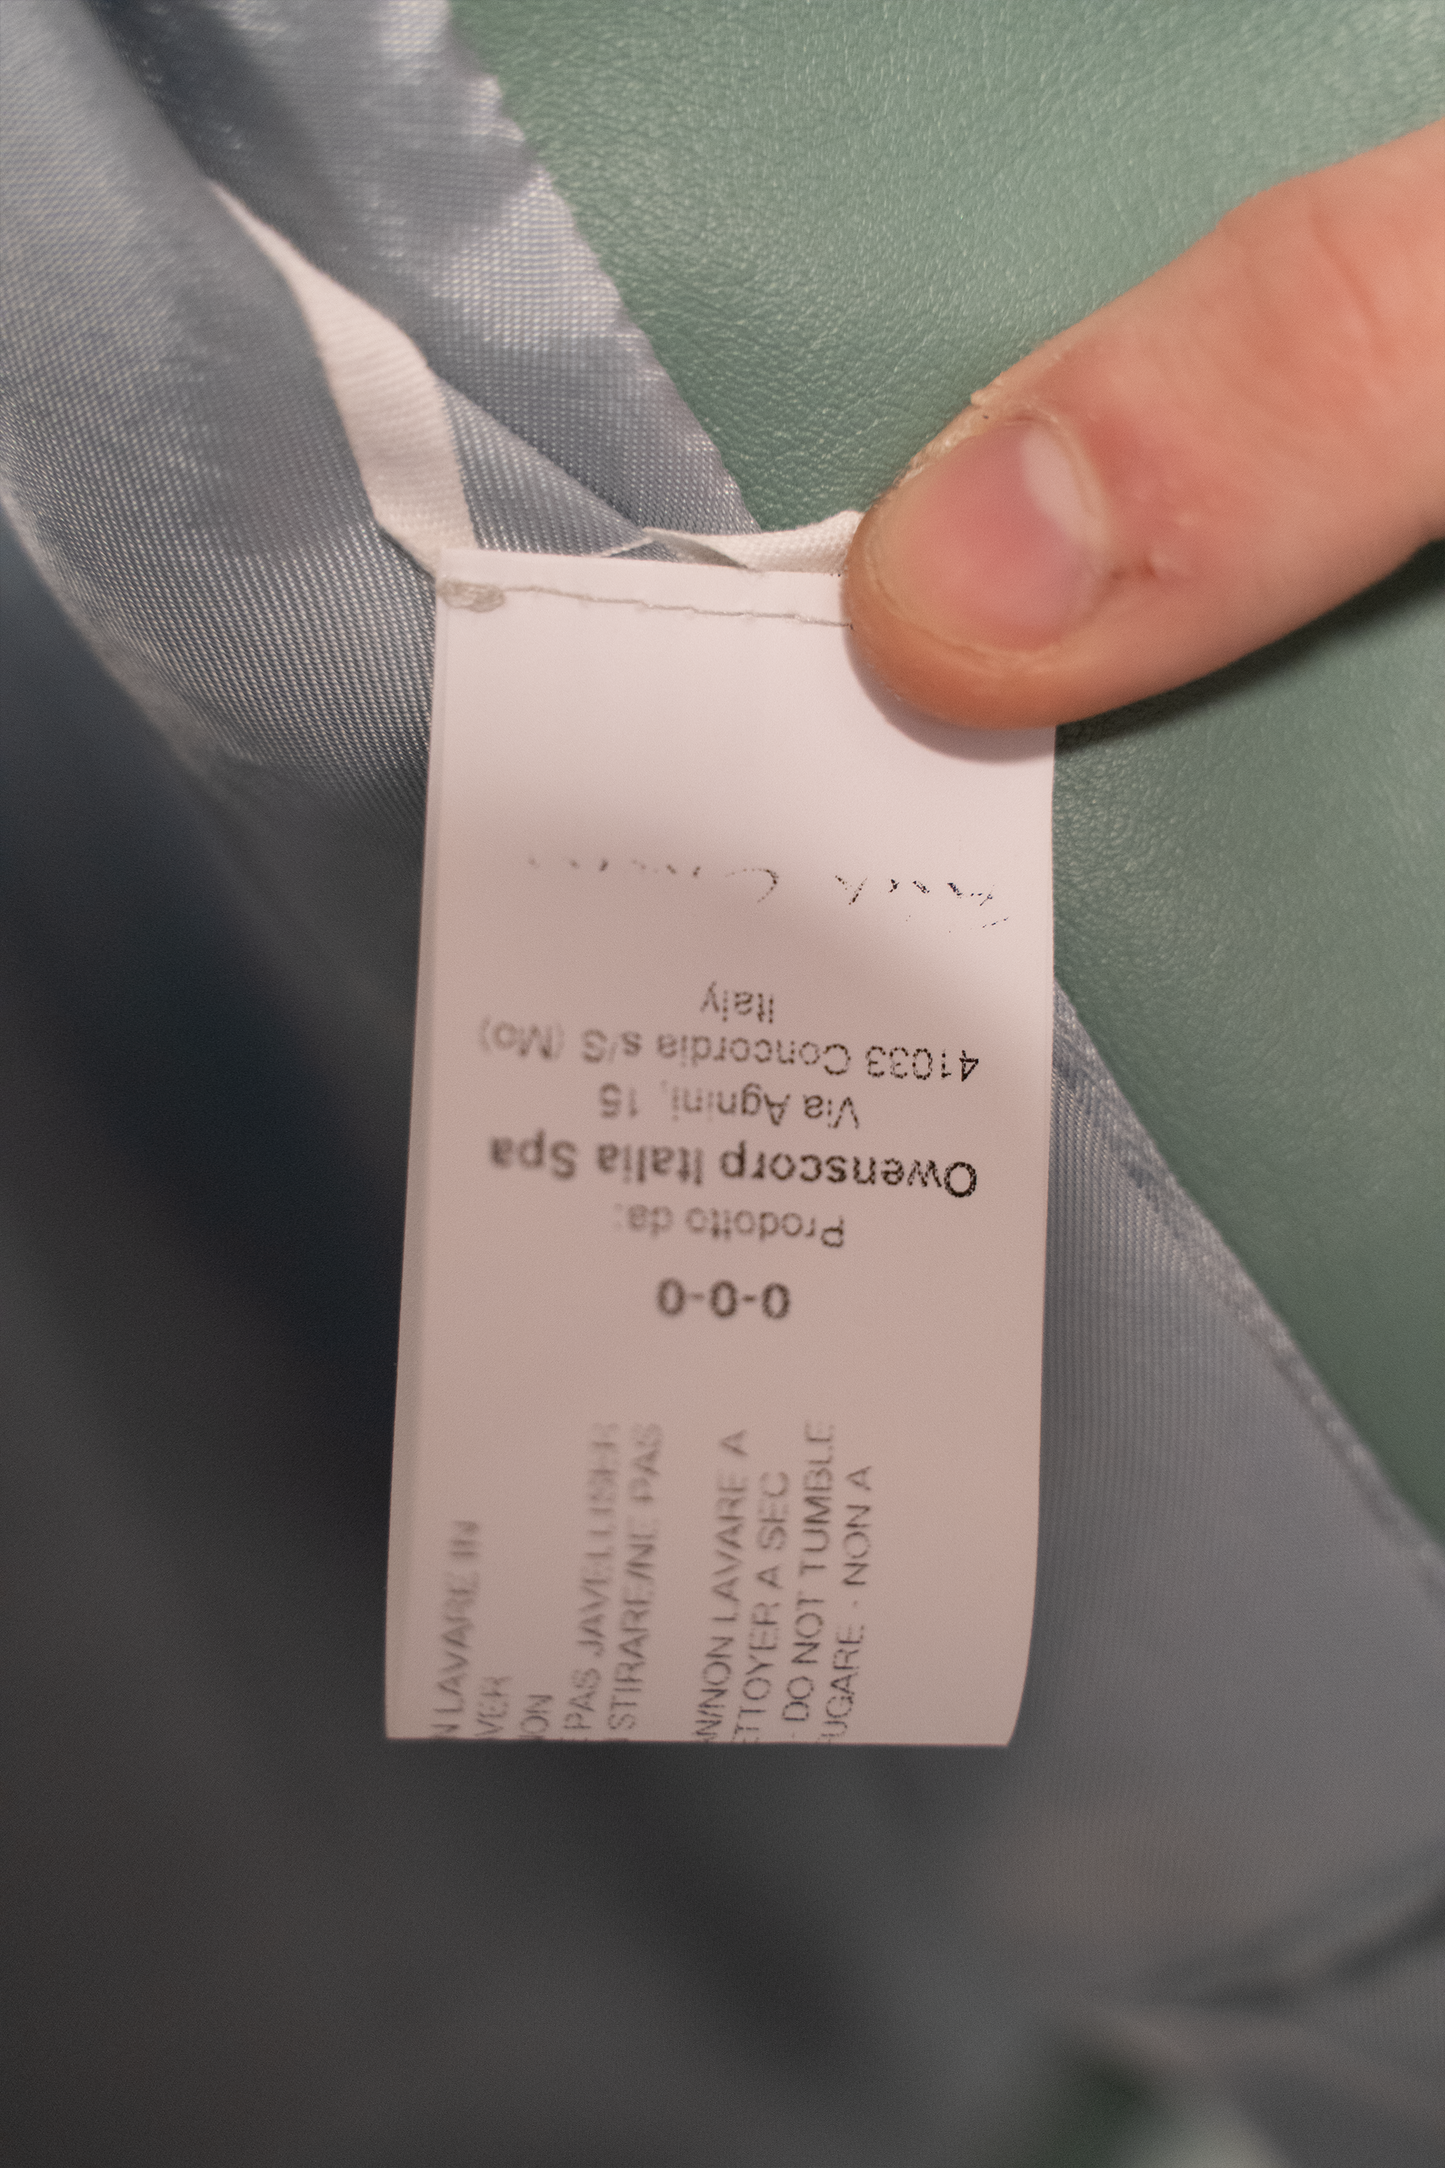 0-0-0
Prodotto da:
Owenscorp Italia Spa
Via Agnini, 15
41033 Concordia s/S (Mo)
Italy
N LAVARE IN
VER
ON
PAS JAVELLISER
STIRARE/NE PAS
W/NON LAVARE A
ETTOYER A SEC
- DO NOT TUMBLE
UGARE - NON A